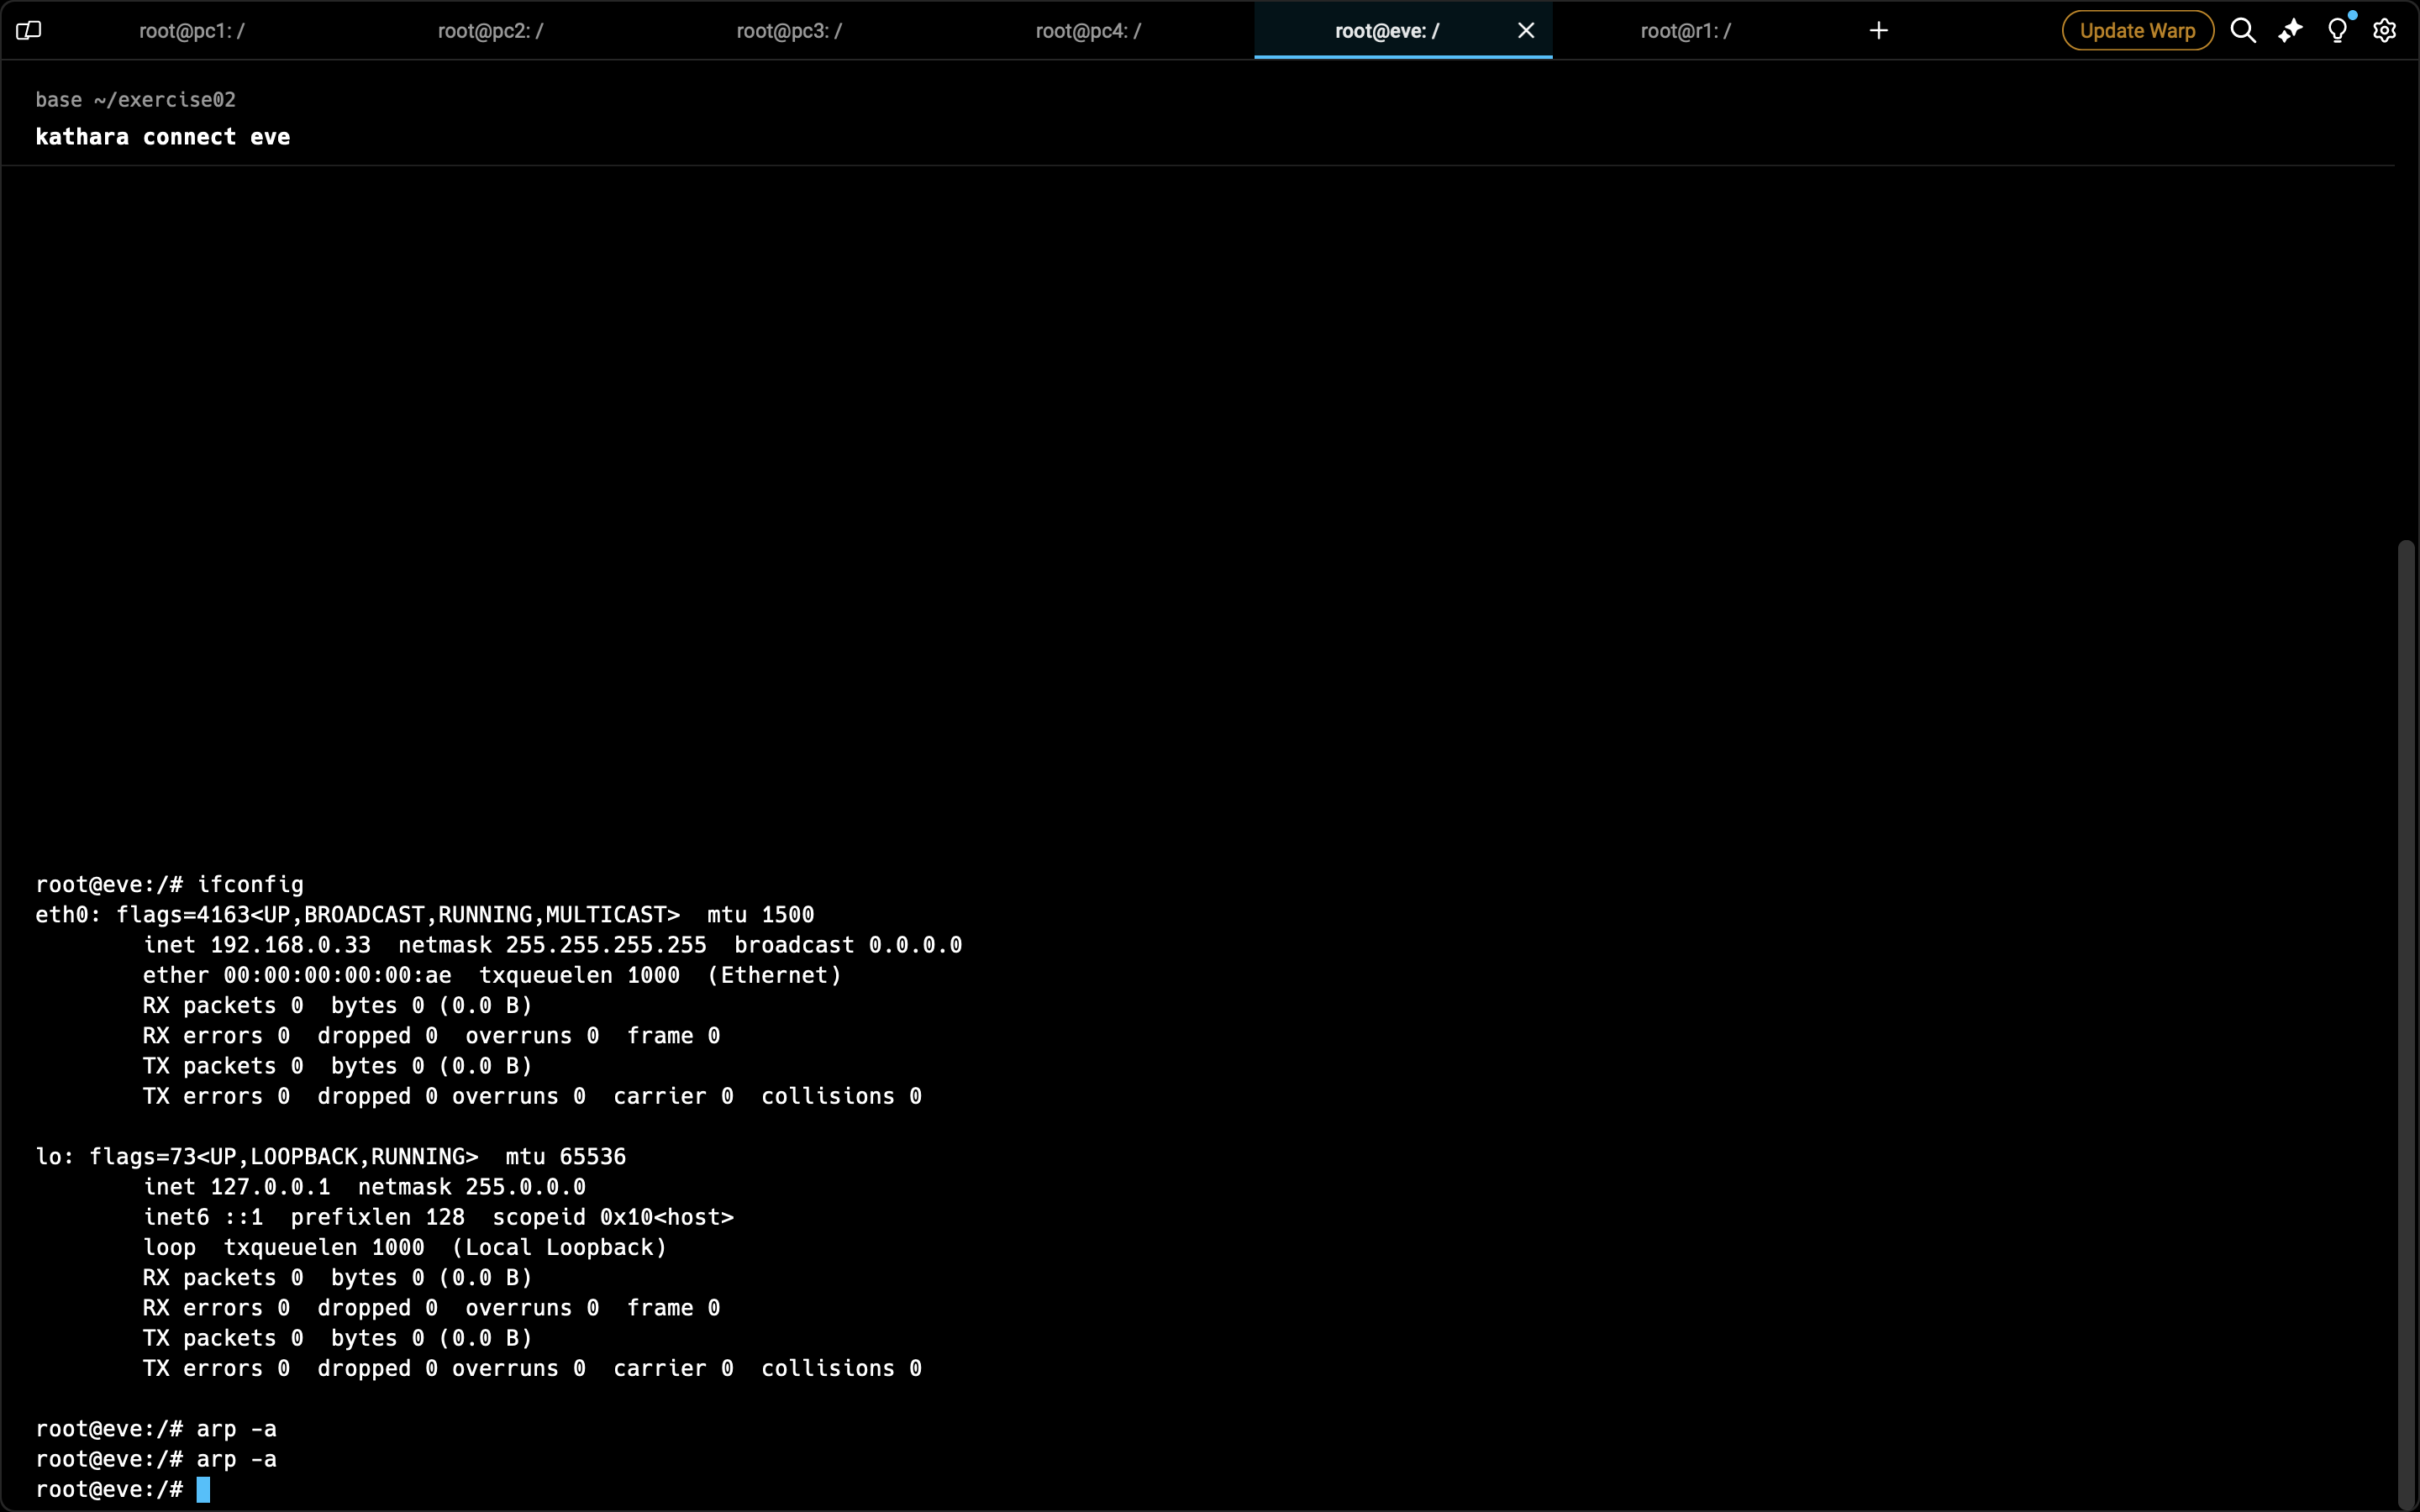 root@pc1: /
root@pc2: /
root@pc3: /
root@pc4: /
root@eve: /
root@r1: /
Update Warp
base ~/exercise02
kathara connect eve
root@eve:/# ifconfig
eth0: flags=4163<UP,BROADCAST,RUNNING,MULTICAST>  mtu 1500
        inet 192.168.0.33  netmask 255.255.255.255  broadcast 0.0.0.0
        ether 00:00:00:00:00:ae  txqueuelen 1000  (Ethernet)
        RX packets 0  bytes 0 (0.0 B)
        RX errors 0  dropped 0  overruns 0  frame 0
        TX packets 0  bytes 0 (0.0 B)
        TX errors 0  dropped 0 overruns 0  carrier 0  collisions 0
lo: flags=73<UP,LOOPBACK,RUNNING>  mtu 65536
        inet 127.0.0.1  netmask 255.0.0.0
        inet6 ::1  prefixlen 128  scopeid 0x10<host>
        loop  txqueuelen 1000  (Local Loopback)
        RX packets 0  bytes 0 (0.0 B)
        RX errors 0  dropped 0  overruns 0  frame 0
        TX packets 0  bytes 0 (0.0 B)
        TX errors 0  dropped 0 overruns 0  carrier 0  collisions 0
root@eve:/# arp -a
root@eve:/# arp -a
root@eve:/#